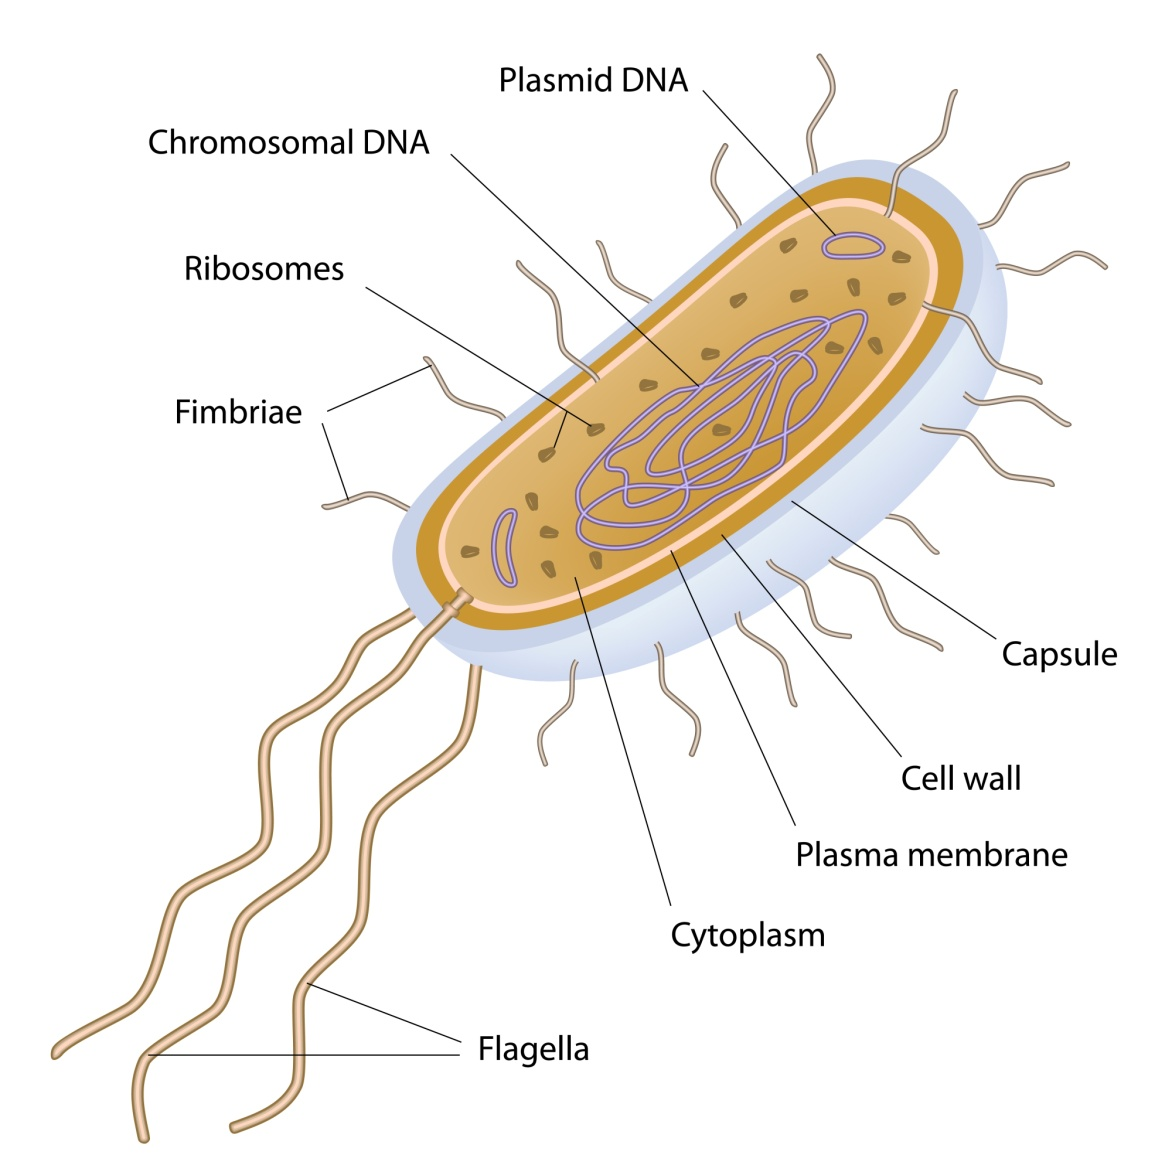 Plasmid DNA
Chromosomal DNA
Ribosomes
Fimbriae
Capsule
Cell wall
Plasma membrane
Cytoplasm
Flagella